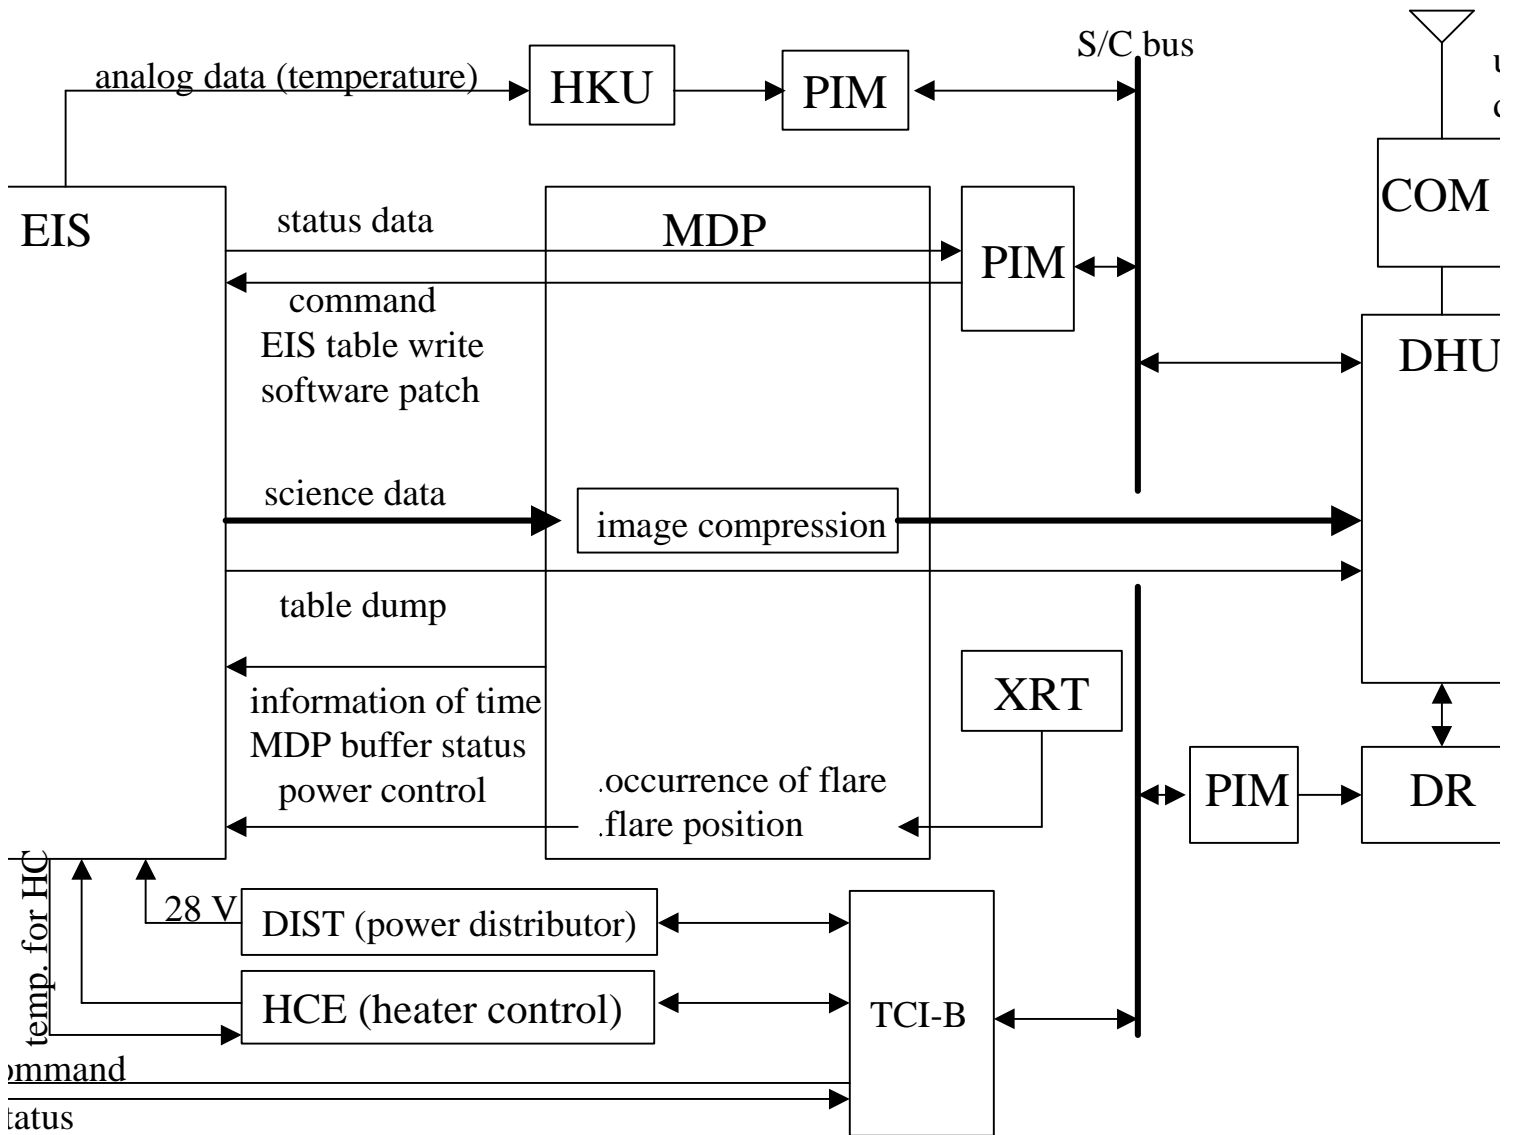 S/C bus
analog data (temperature)
HKU
PIM
COM
EIS
status data
MDP
PIM
command
EIS table write
software patch
DHU
science data
image compression
table dump
XRT
information of time
MDP buffer status
power control
.occurrence of flare
.flare position
PIM
DR
temp. for HC
28 V
DIST (power distributor)
HCE (heater control)
TCI-B